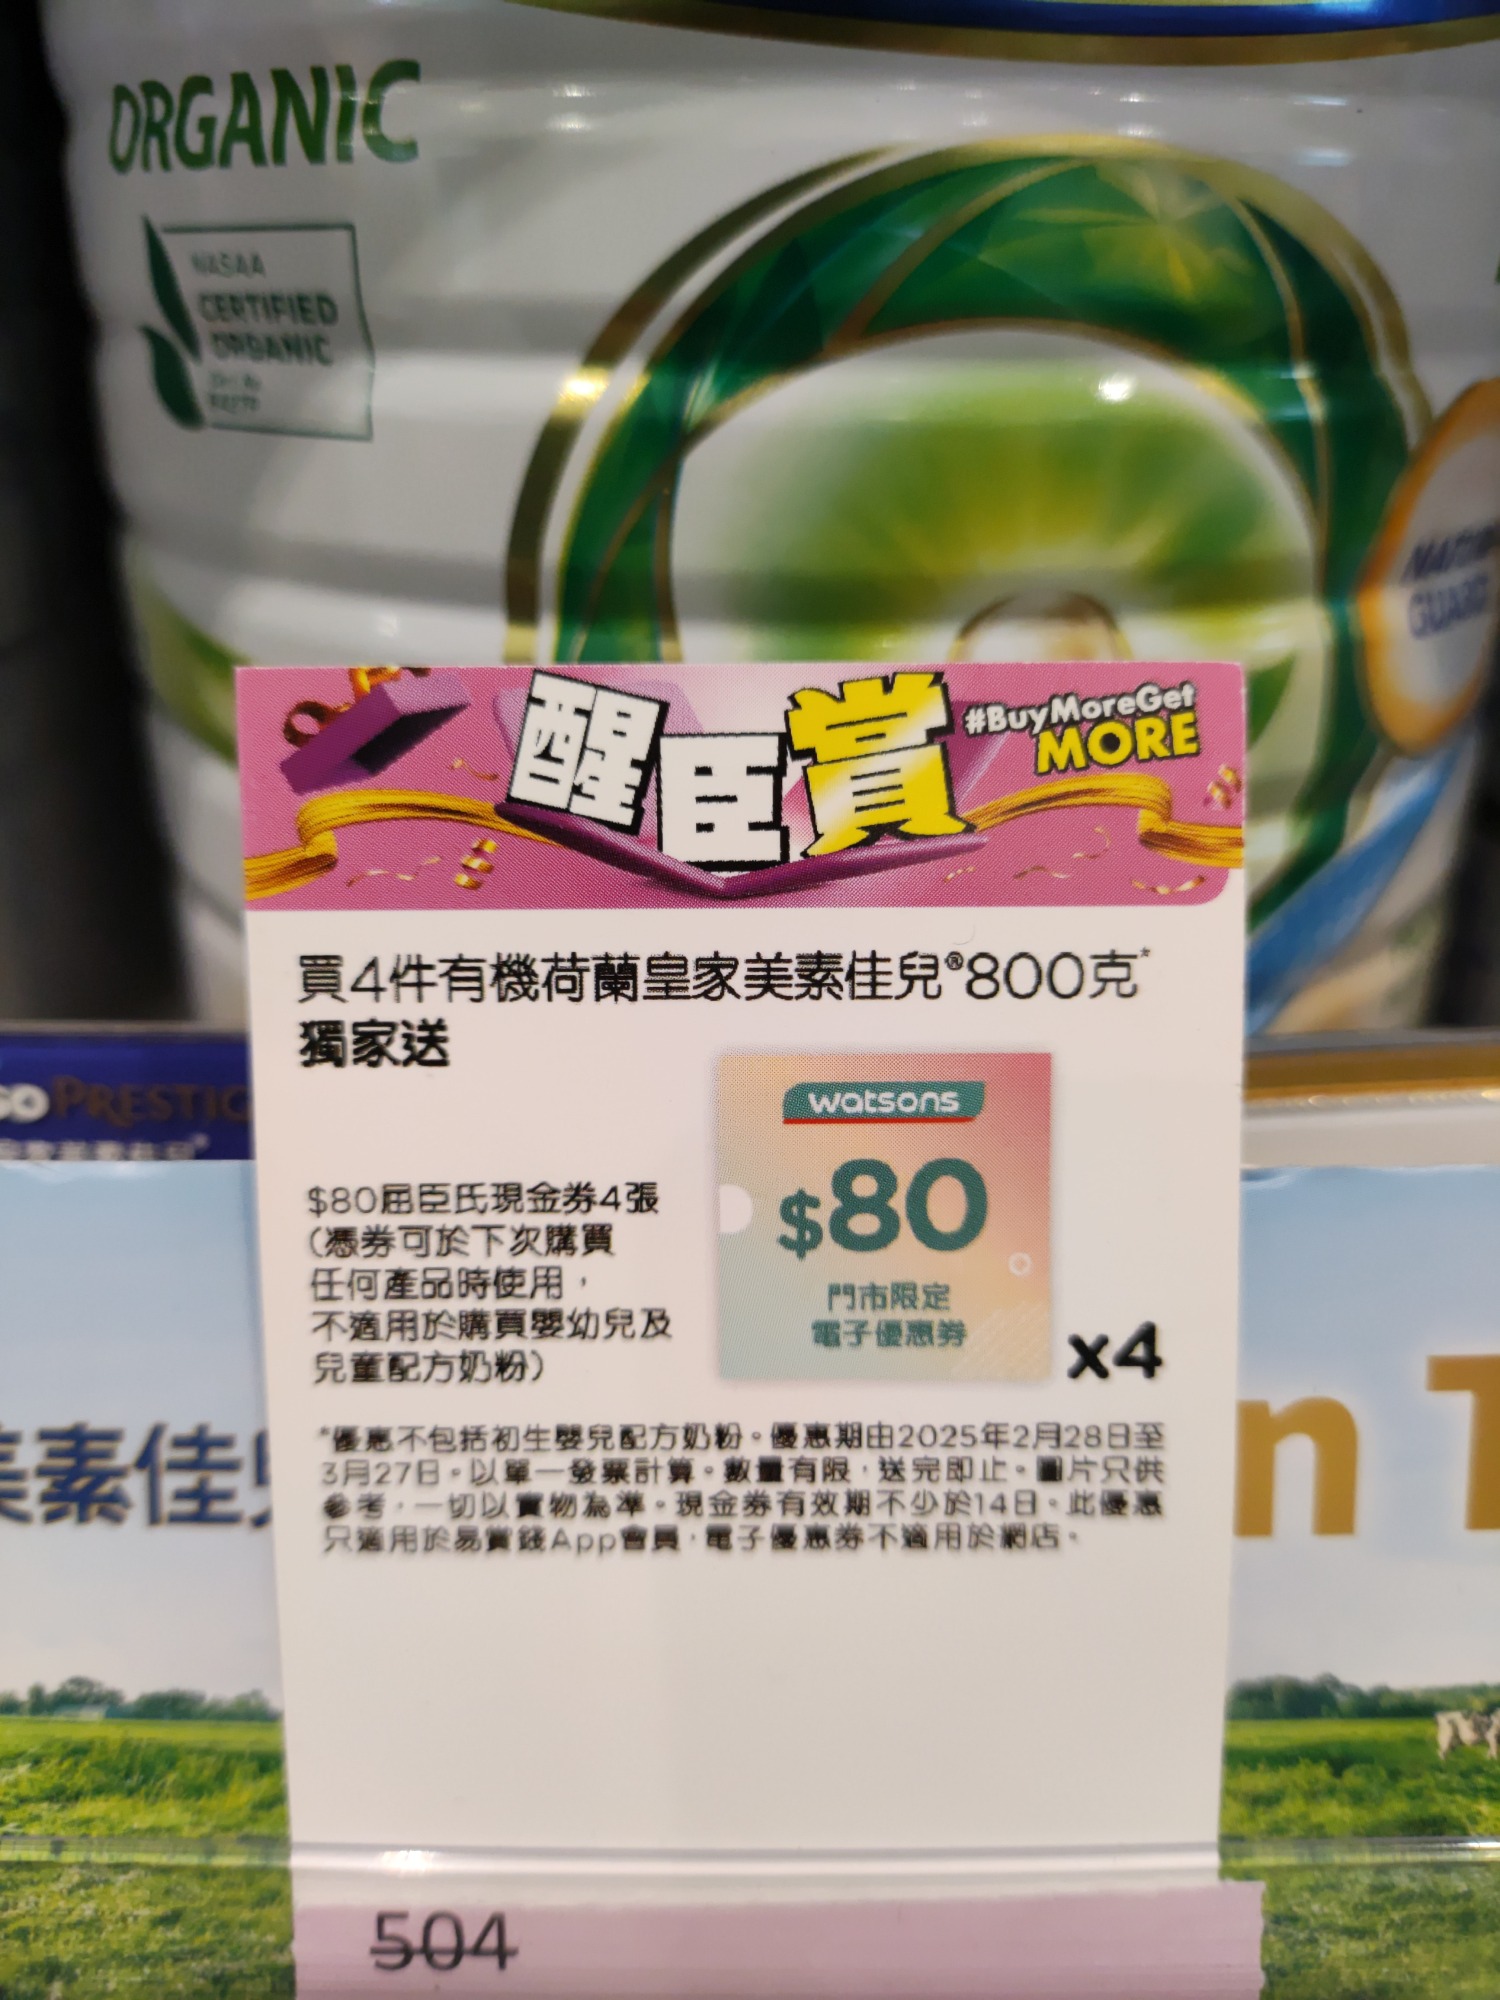 ORGANIC
NASAA
CERTIFIED
ORGANIC
醒臣賞
#BuyMoreGet
MORE
買4件有機荷蘭皇家美素佳兒®800克*
獨家送
watsons
$80
門市限定
電子優惠券
x4
$80屈臣氏現金券4張
(憑券可於下次購買
任何產品時使用，
不適用於購買嬰幼兒及
兒童配方奶粉)
*優惠不包括初生嬰兒配方奶粉。優惠期由2025年2月28日至
3月27日。以單一發票計算。數量有限，送完即止。圖片只供
參考，一切以實物為準。現金券有效期不少於14日。此優惠
只適用於易賞錢App會員，電子優惠券不適用於網店。
PRESTIG
美素佳兒
n T
504